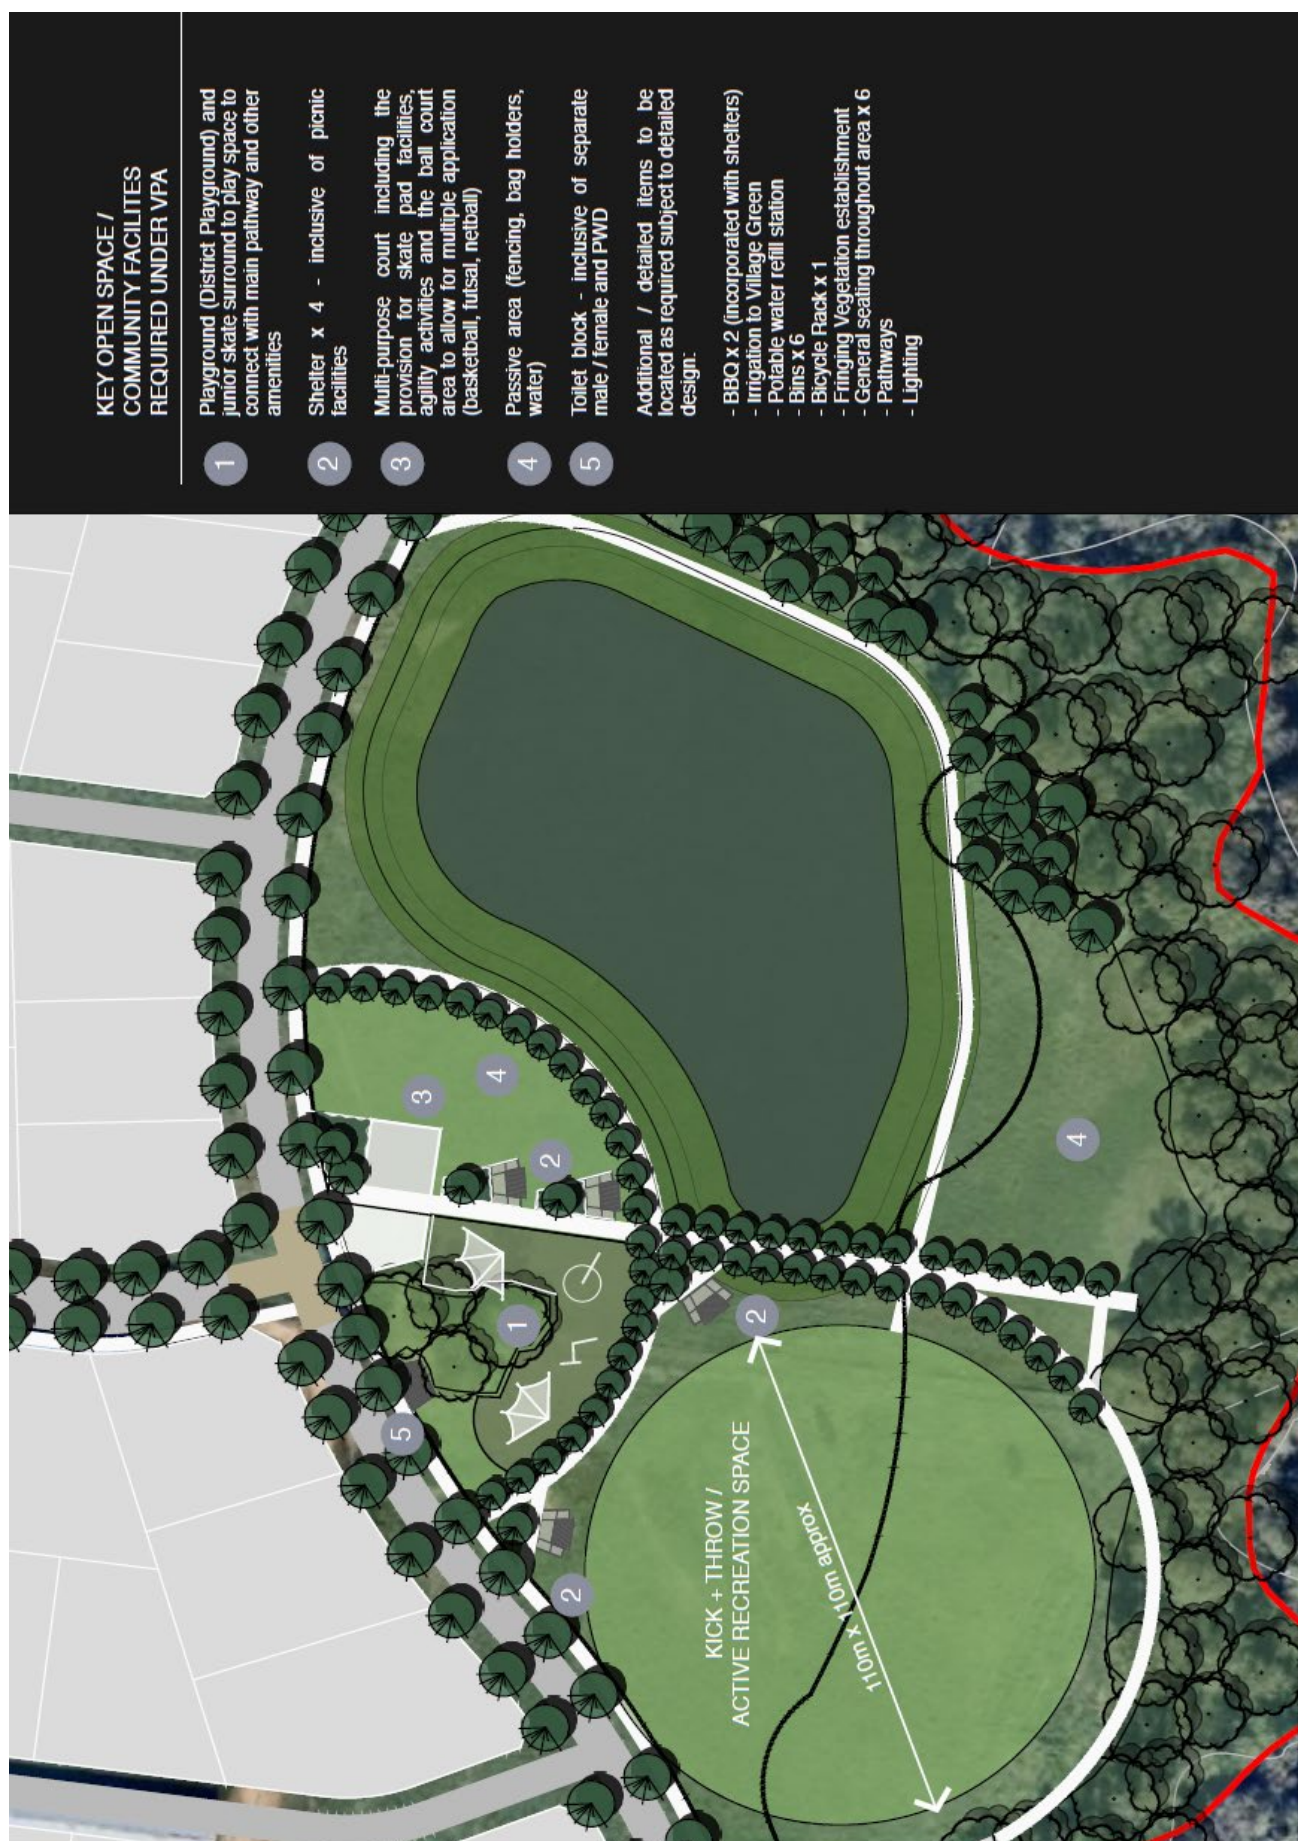 KEY OPEN SPACE /
COMMUNITY FACILITES
REQUIRED UNDER VPA
1
Playground (District Playground) and
junior skate surround to play space to
connect with main pathway and other
amenities
2
Shelter x 4 - inclusive of picnic
facilities
3
Multi-purpose court including the
provision for skate pad facilities,
agility activities and the ball court
area to allow for multiple application
(basketball, futsal, netball)
4
Passive area (fencing, bag holders,
water)
5
Toilet block - inclusive of separate
male / female and PWD
Additional / detailed items to be
located as required subject to detailed
design:
- BBQ x 2 (incorporated with shelters)
- Irrigation to Village Green
- Potable water refill station
- Bins x 6
- Bicycle Rack x 1
- Fringing Vegetation establishment
- General seating throughout area x 6
- Pathways
- Lighting
5
1
3
4
2
2
2
4
KICK + THROW /
ACTIVE RECREATION SPACE
110m x 110m approx